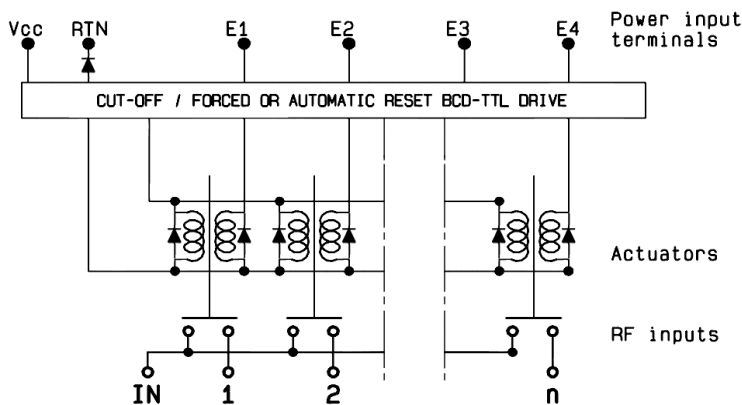 Vcc RTN E1 E2 E3 E4 Power input
terminals
CUT-OFF / FORCED OR AUTOMATIC RESET BCD-TTL DRIVE
Actuators
RF inputs
IN 1 2 n